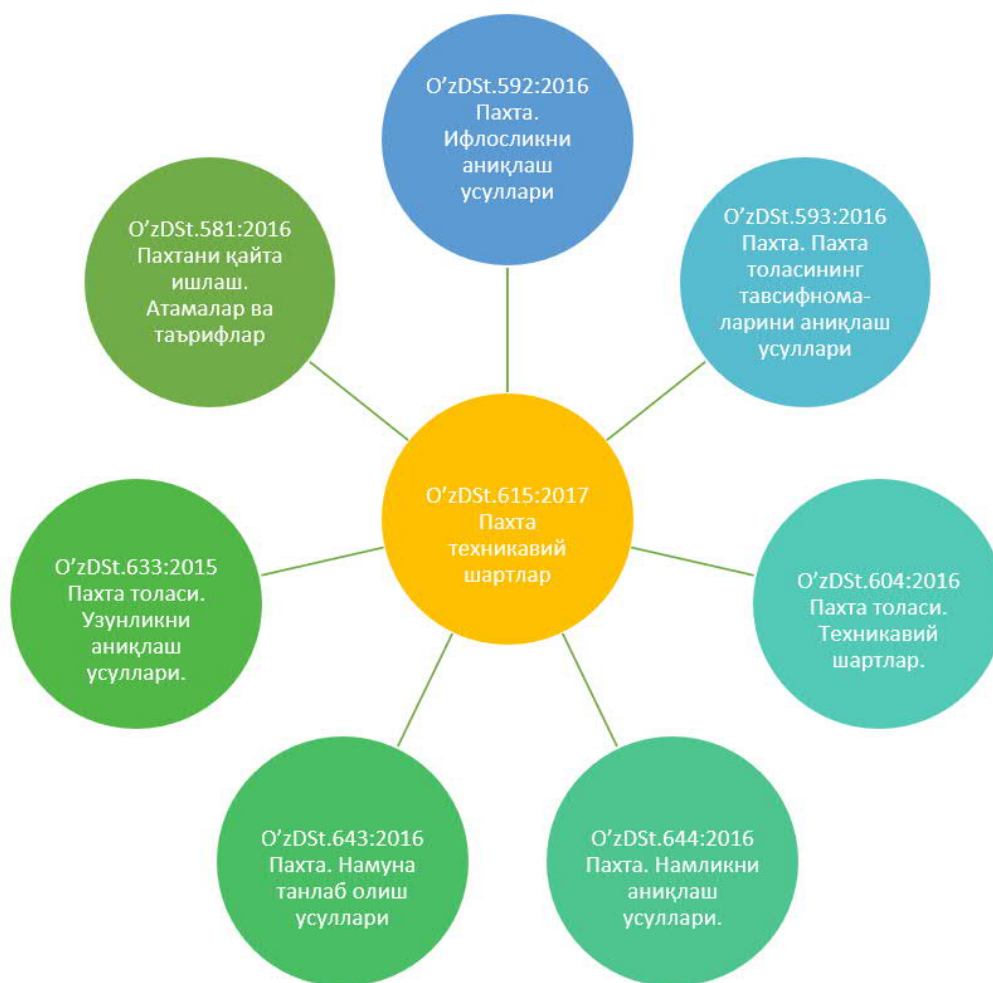 O’zDSt.592:2016
Пахта.
Ифлосликни
аниқлаш
усуллари
O’zDSt.593:2016
Пахта. Пахта
толасининг
тавсифнома-
ларини аниқлаш
усуллари
O’zDSt.604:2016
Пахта толаси.
Техникавий
шартлар.
O’zDSt.644:2016
Пахта. Намликни
аниқлаш
усуллари.
O’zDSt.643:2016
Пахта. Намуна
танлаб олиш
усуллари
O’zDSt.633:2015
Пахта толаси.
Узунликни
аниқлаш
усуллари.
O’zDSt.581:2016
Пахтани қайта
ишлаш.
Атамалар ва
таърифлар
O’zDSt.615:2017
Пахта
техникавий
шартлар